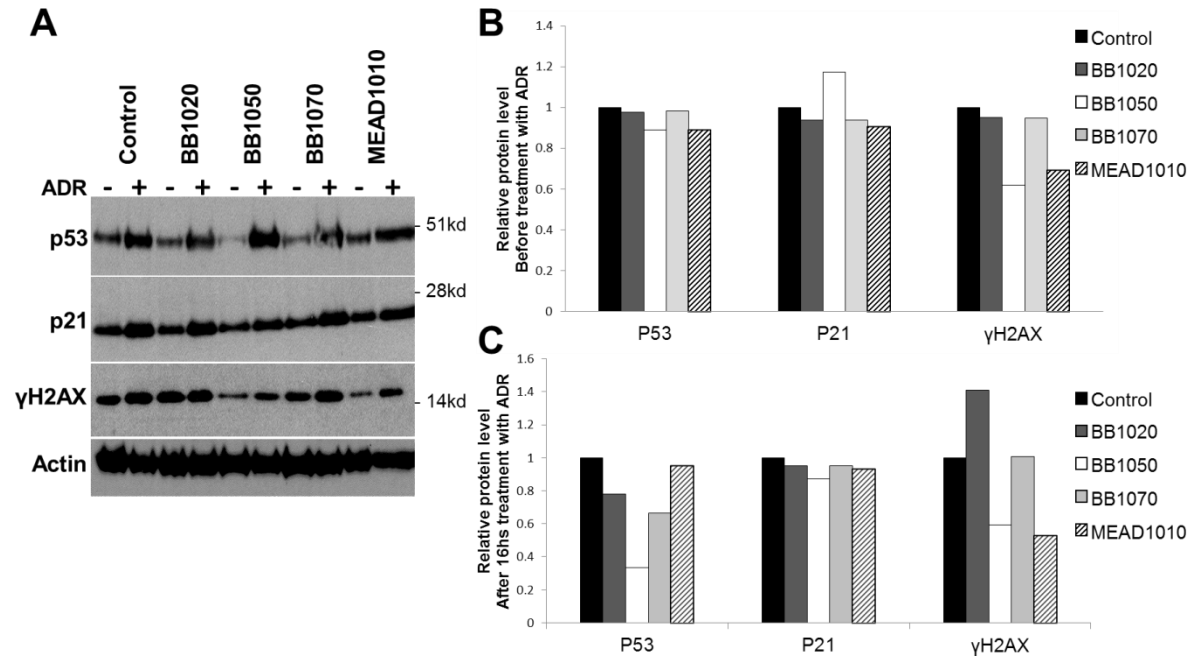 A
Control
BB1020
BB1050
BB1070
MEAD1010
ADR - + - + - + - + - +
p53
51kd
28kd
p21
γH2AX
14kd
Actin
B
Relative protein level
Before treatment with ADR
1.4
1.2
1
0.8
0.6
0.4
0.2
0
P53 P21 γH2AX
Control
BB1020
BB1050
BB1070
MEAD1010
C
Relative protein level
After 16hs treatment with ADR
1.6
1.4
1.2
1
0.8
0.6
0.4
0.2
0
P53 P21 γH2AX
Control
BB1020
BB1050
BB1070
MEAD1010